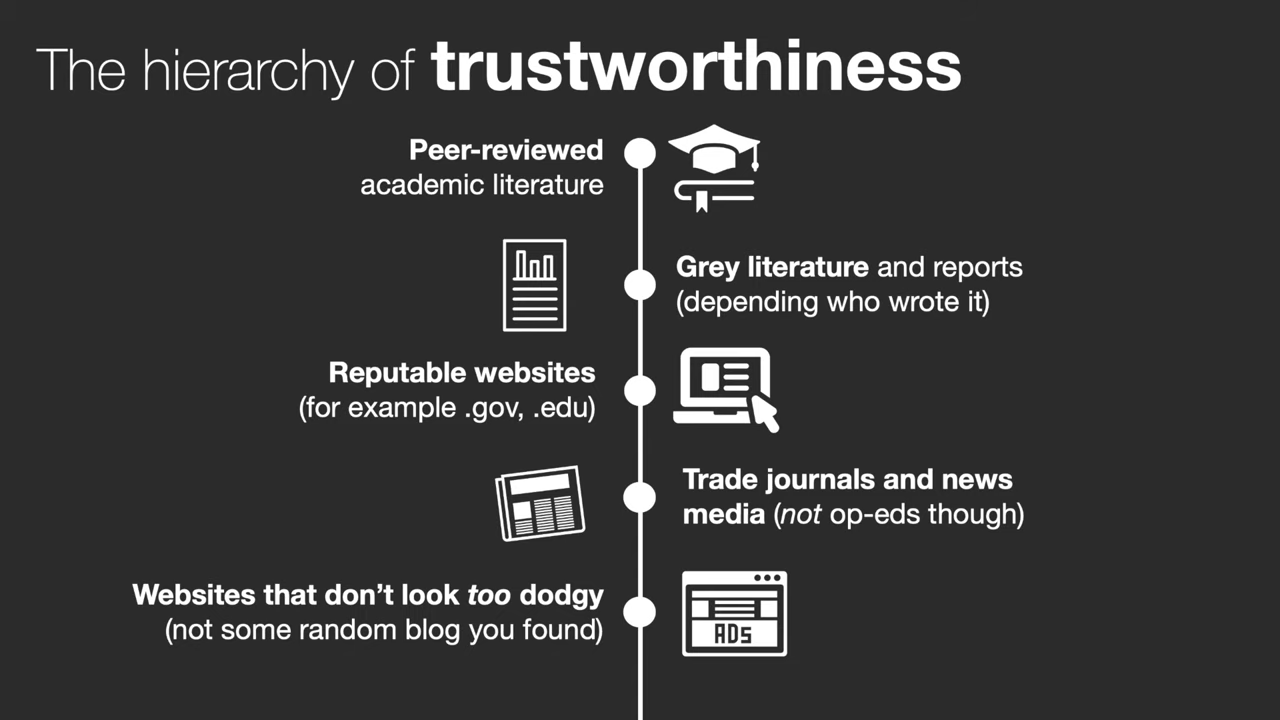 The hierarchy of trustworthiness
Peer-reviewed
academic literature
Grey literature and reports
(depending who wrote it)
Reputable websites
(for example .gov, .edu)
Trade journals and news
media (not op-eds though)
Websites that don’t look too dodgy
(not some random blog you found)
ADs